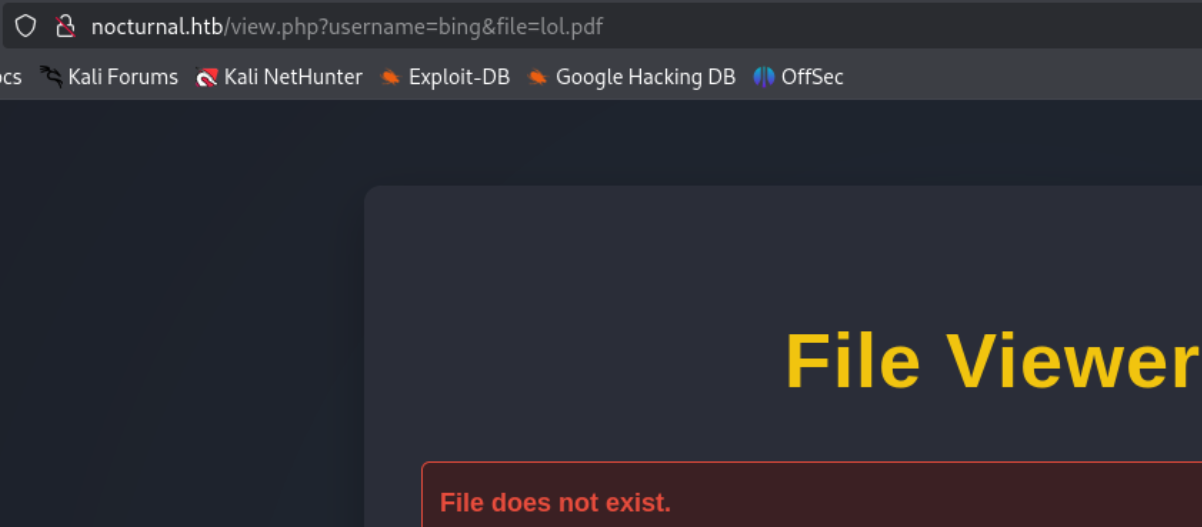 nocturnal.htb/view.php?username=bing&file=lol.pdf
ocs Kali Forums Kali NetHunter Exploit-DB Google Hacking DB OffSec
File Viewer
File does not exist.